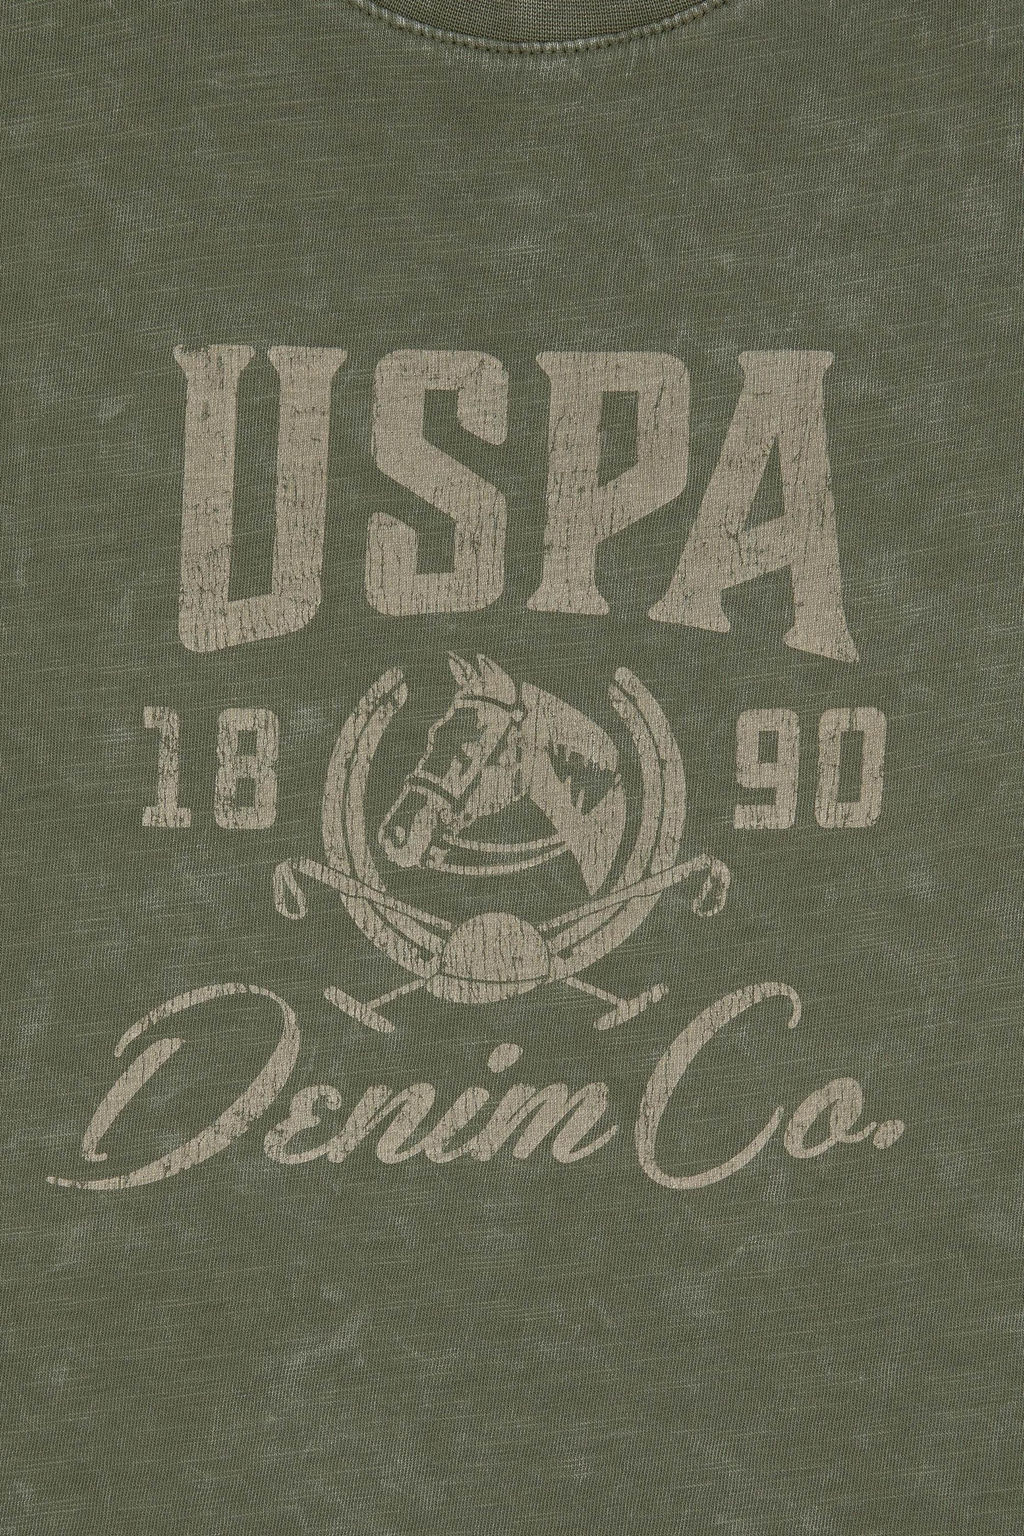 USPA
18 90
Denim Co.